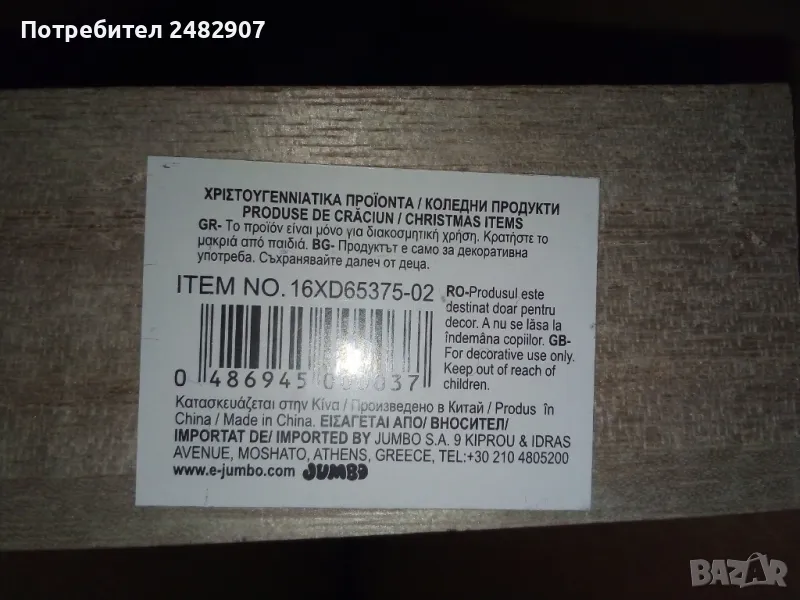 Потребител 2482907
ΧΡΙΣΤΟΥΓΕΝΝΙΑΤΙΚΑ ΠΡΟΪΟΝΤΑ / КОЛЕДНИ ПРОДУКТИ
PRODUSE DE CRĂCIUN / CHRISTMAS ITEMS
GR- Το προϊόν είναι μόνο για διακοσμητική χρήση. Κρατήστε το
μακριά από παιδιά. BG- Продуктът е само за декоративна
употреба. Съхранявайте далеч от деца.
ITEM NO. 16XD65375-02
RO-Produsul este
destinat doar pentru
decor. A nu se lăsa la
îndemâna copiilor. GB-
For decorative use only.
Keep out of reach of
children.
0 486945 000837
Κατασκευάζεται στην Κίνα / Произведено в Китай / Produs în
China / Made in China. ΕΙΣΑΓΕΤΑΙ ΑΠΟ/ ВНОСИТЕЛ/
IMPORTAT DE/ IMPORTED BY JUMBO S.A. 9 KIPROU & IDRAS
AVENUE, MOSHATO, ATHENS, GREECE, TEL:+30 210 4805200
www.e-jumbo.com JUMBO
BAZAR